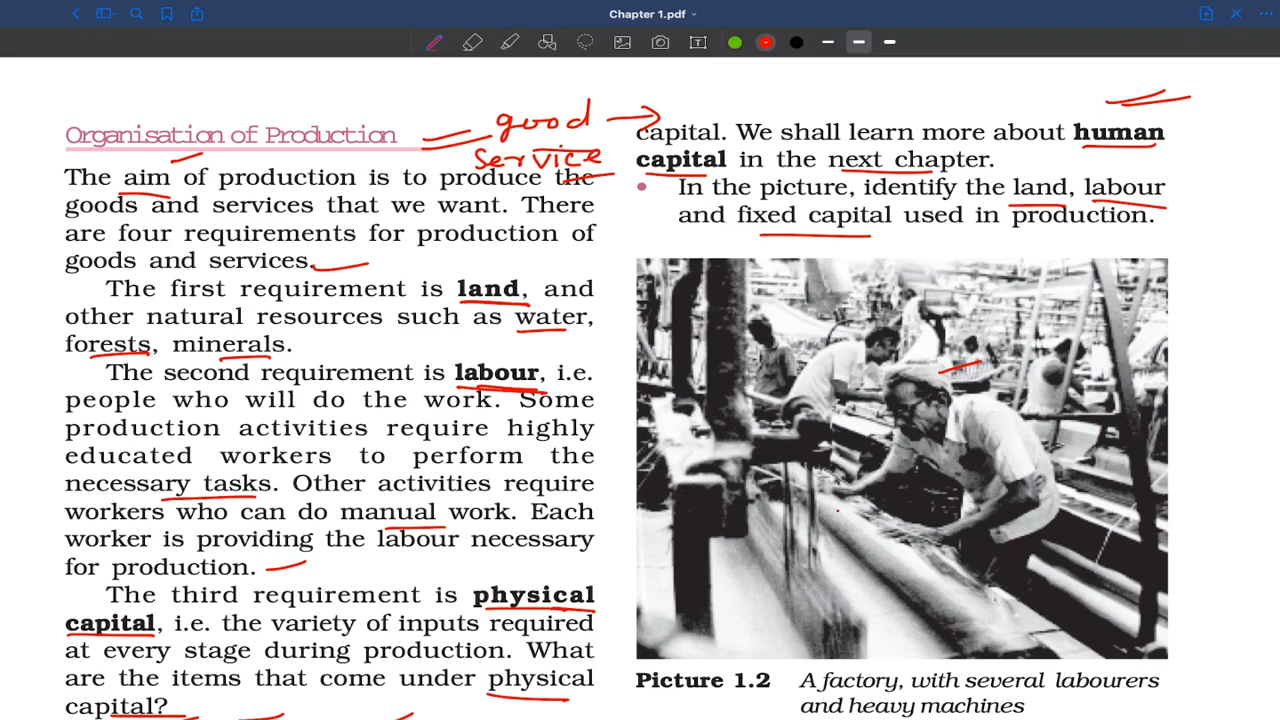 Chapter 1.pdf
T
Organisation of Production
good
service
The aim of production is to produce the
goods and services that we want. There
are four requirements for production of
goods and services.
The first requirement is land, and
other natural resources such as water,
forests, minerals.
The second requirement is labour, i.e.
people who will do the work. Some
production activities require highly
educated workers to perform the
necessary tasks. Other activities require
workers who can do manual work. Each
worker is providing the labour necessary
for production.
The third requirement is physical
capital, i.e. the variety of inputs required
at every stage during production. What
are the items that come under physical
capital?
capital. We shall learn more about human
capital in the next chapter.
• In the picture, identify the land, labour
and fixed capital used in production.
Picture 1.2 A factory, with several labourers
and heavy machines